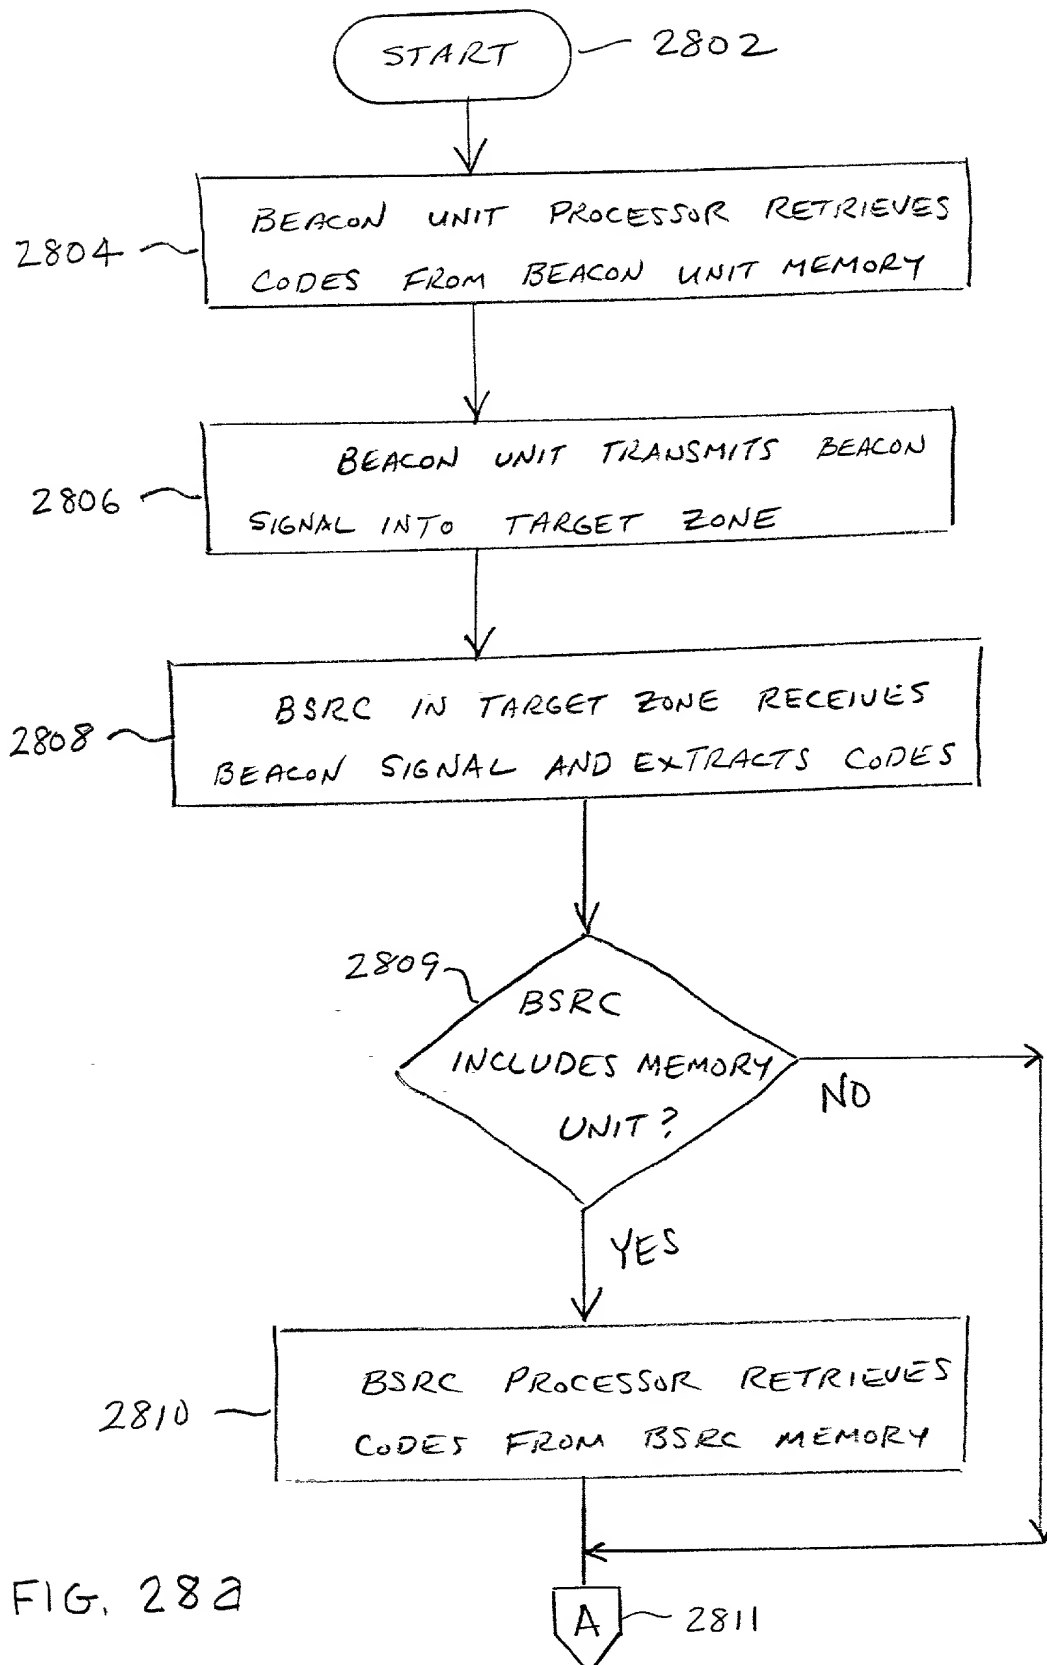 START 2802
BEACON UNIT PROCESSOR RETRIEVES
2804
CODES FROM BEACON UNIT MEMORY
BEACON UNIT TRANSMITS BEACON
2806
SIGNAL INTO TARGET ZONE
BSRC IN TARGET ZONE RECEIVES
2808
BEACON SIGNAL AND EXTRACTS CODES
2809
BSRC
INCLUDES MEMORY
UNIT?
NO
YES
BSRC PROCESSOR RETRIEVES
2810
CODES FROM BSRC MEMORY
FIG. 28a
A 2811